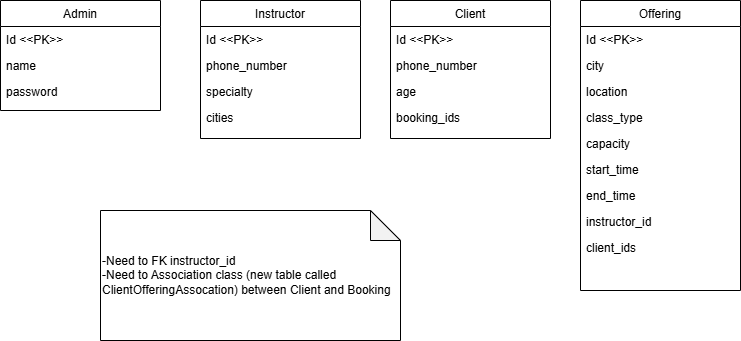 Admin
Id <<PK>>
name
password
Instructor
Id <<PK>>
phone_number
specialty
cities
Client
Id <<PK>>
phone_number
age
booking_ids
Offering
Id <<PK>>
city
location
class_type
capacity
start_time
end_time
instructor_id
client_ids
-Need to FK instructor_id
-Need to Association class (new table called
ClientOfferingAssocation) between Client and Booking